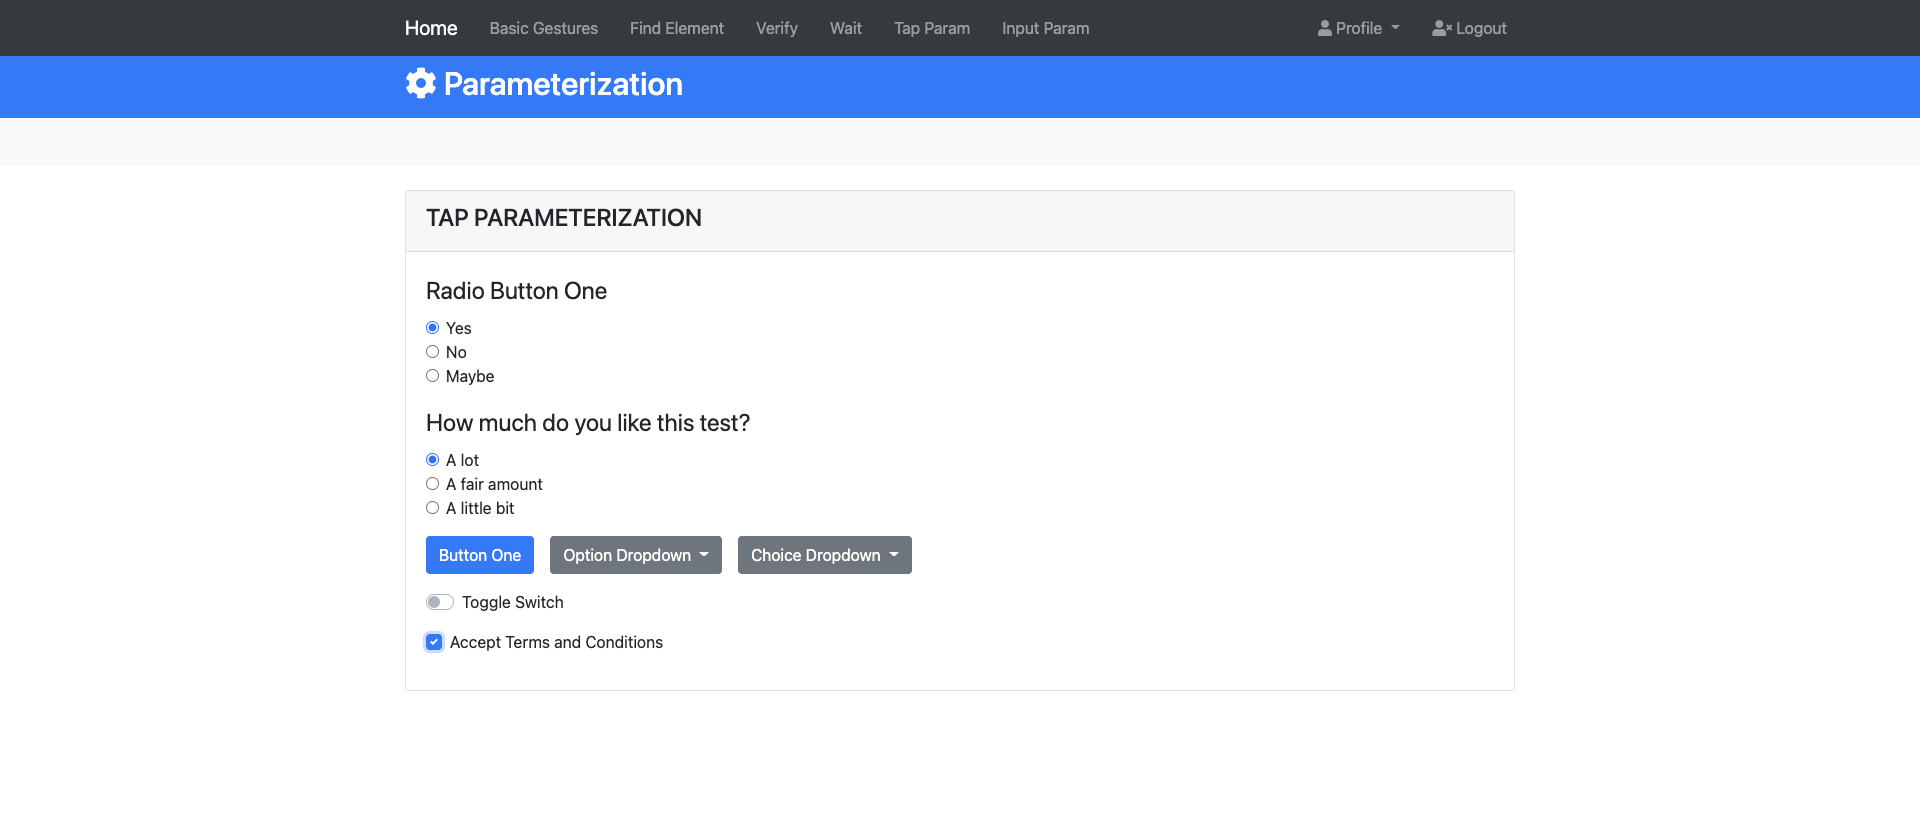 Home Basic Gestures Find Element Verify Wait Tap Param Input Param Profile Logout
Parameterization
TAP PARAMETERIZATION
Radio Button One
Yes
No
Maybe
How much do you like this test?
A lot
A fair amount
A little bit
Button One Option Dropdown Choice Dropdown
Toggle Switch
Accept Terms and Conditions